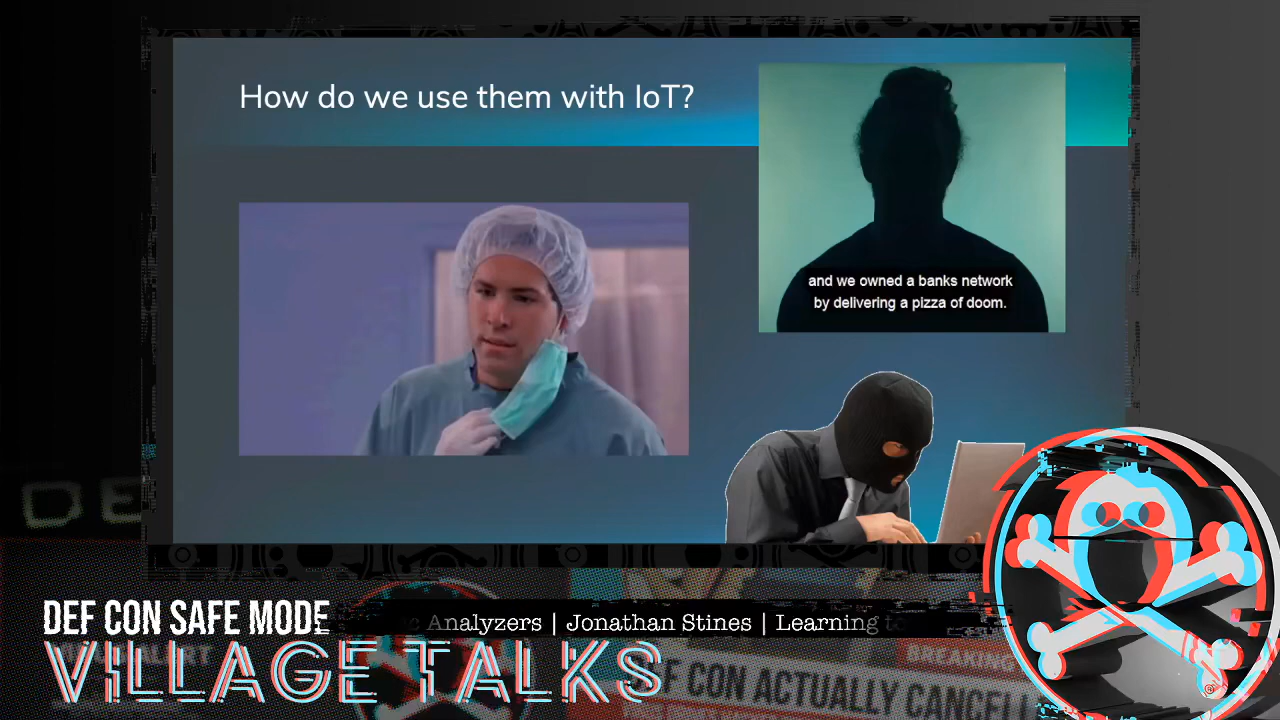 How do we use them with IoT?
and we owned a banks network
by delivering a pizza of doom.
DEF CON SAFE MODE
Analyzers | Jonathan Stines | Learning
VILLAGE TALKS
BREAKING
DEF CON ACTUALLY